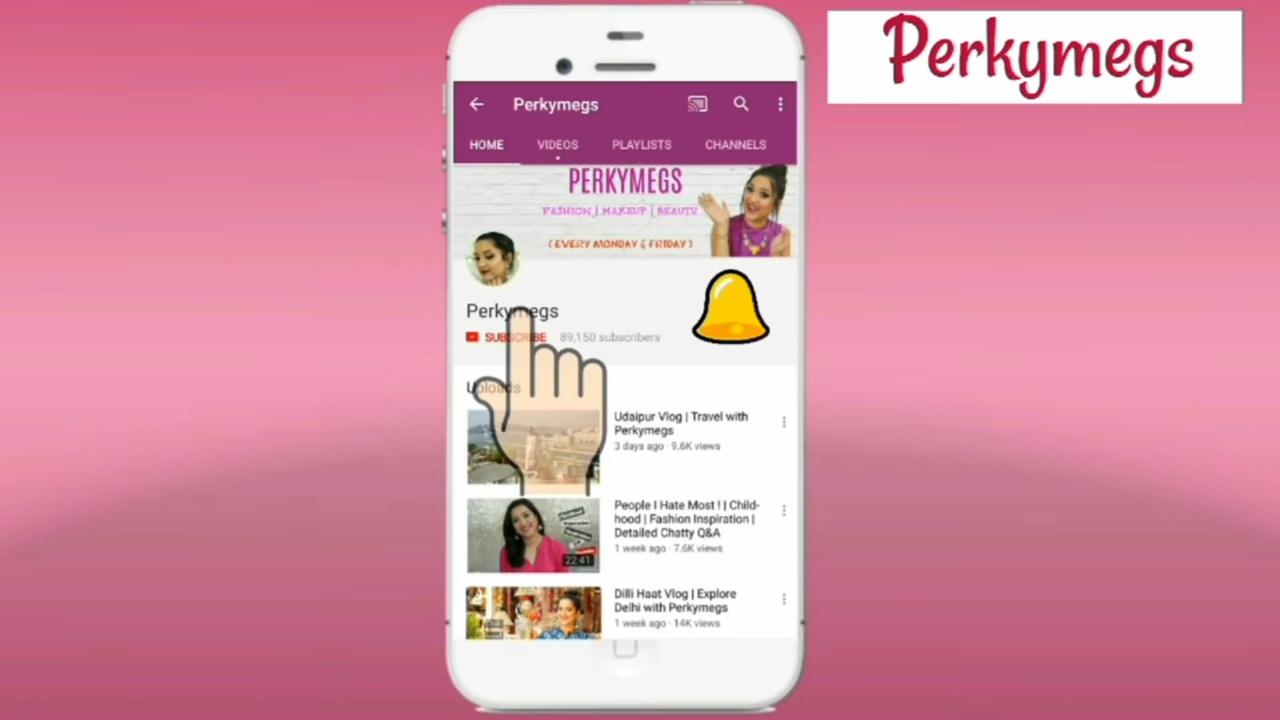 Perkymegs
Perkymegs
HOME VIDEOS PLAYLISTS CHANNELS
PERKYMEGS
FASHION | MAKEUP | BEAUTY
( EVERY MONDAY & FRIDAY )
Perkymegs
SUBSCRIBE 89,150 subscribers
Uploads
Udaipur Vlog | Travel with
Perkymegs
3 days ago · 9.6K views
People I Hate Most ! | Child-
hood | Fashion Inspiration |
Detailed Chatty Q&A
1 week ago · 7.6K views
22:41
Dilli Haat Vlog | Explore
Delhi with Perkymegs
1 week ago · 14K views